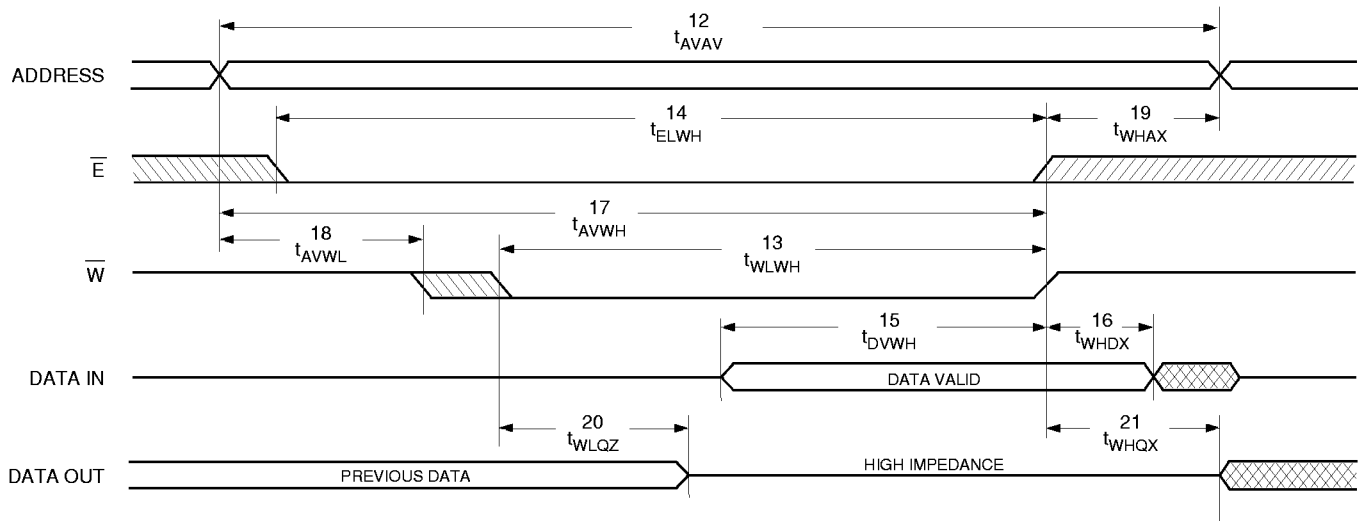 12
tAVAV
ADDRESS
14
tELWH
19
tWHAX
E
17
tAVWH
18
tAVWL
13
tWLWH
W
15
tDVWH
16
tWHDX
DATA IN
DATA VALID
20
tWLQZ
21
tWHQX
DATA OUT
PREVIOUS DATA
HIGH IMPEDANCE